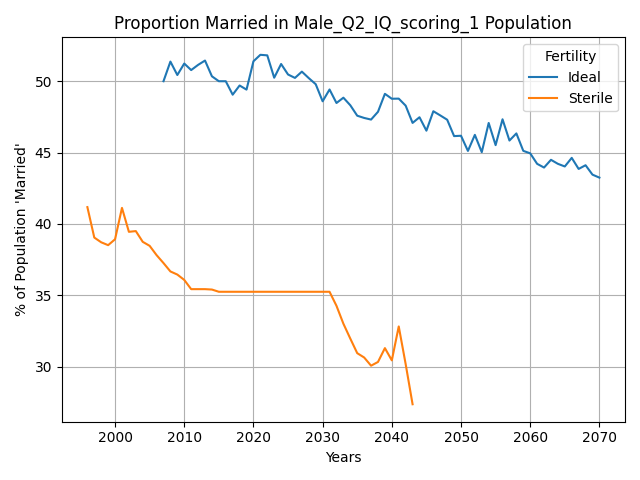 Proportion Married in Male_Q2_IQ_scoring_1 Population
Fertility
Ideal
Sterile
% of Population 'Married'
50
45
40
35
30
2000
2010
2020
2030
2040
2050
2060
2070
Years